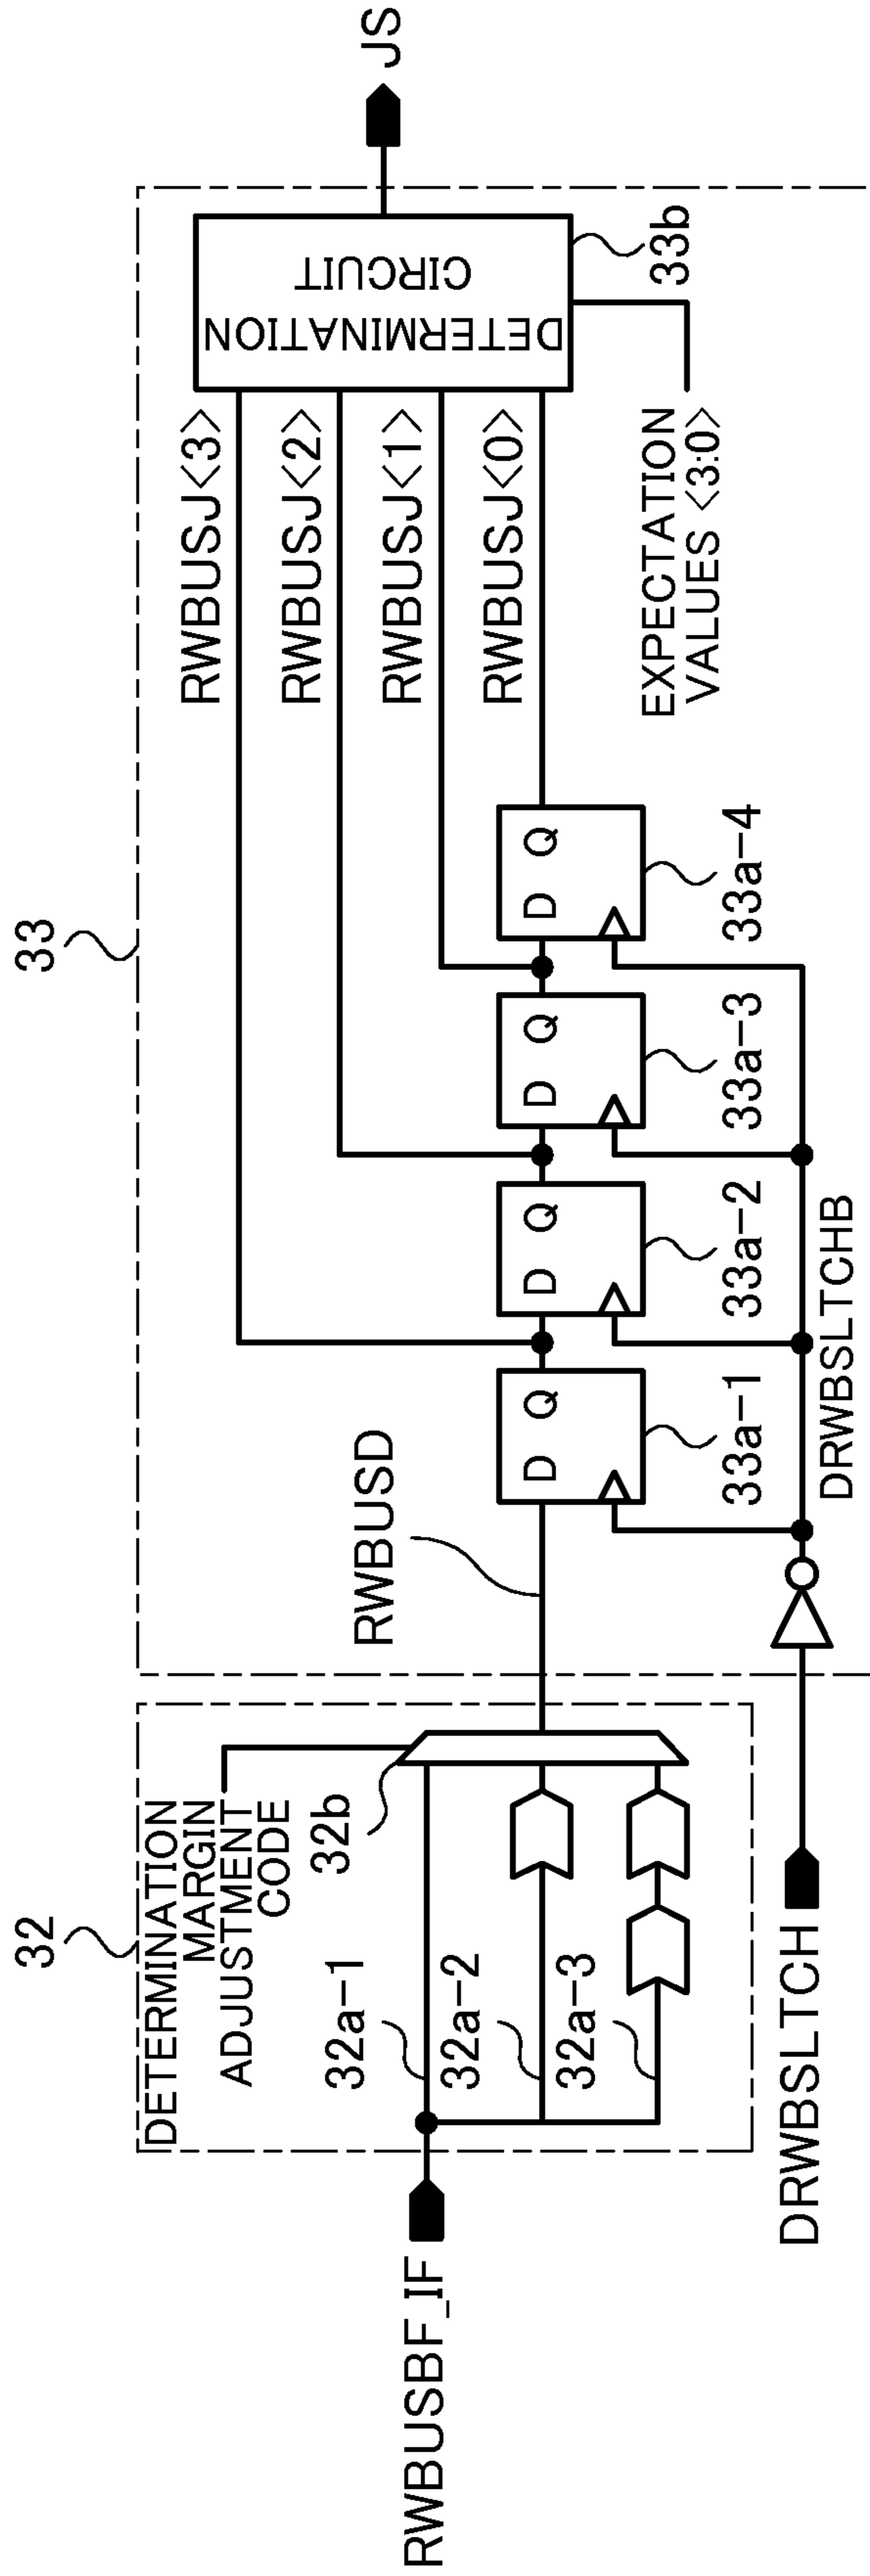 33
32
DETERMINATION
MARGIN
ADJUSTMENT
CODE
32b
32a-1
32a-2
32a-3
RWBUSBF_IF
DRWBSLTCH
RWBUSD
D Q
33a-1
D Q
33a-2
D Q
33a-3
D Q
33a-4
DRWBSLTCHB
RWBUSJ<3>
RWBUSJ<2>
RWBUSJ<1>
RWBUSJ<0>
EXPECTATION
VALUES <3:0>
DETERMINATION
CIRCUIT
33b
JS